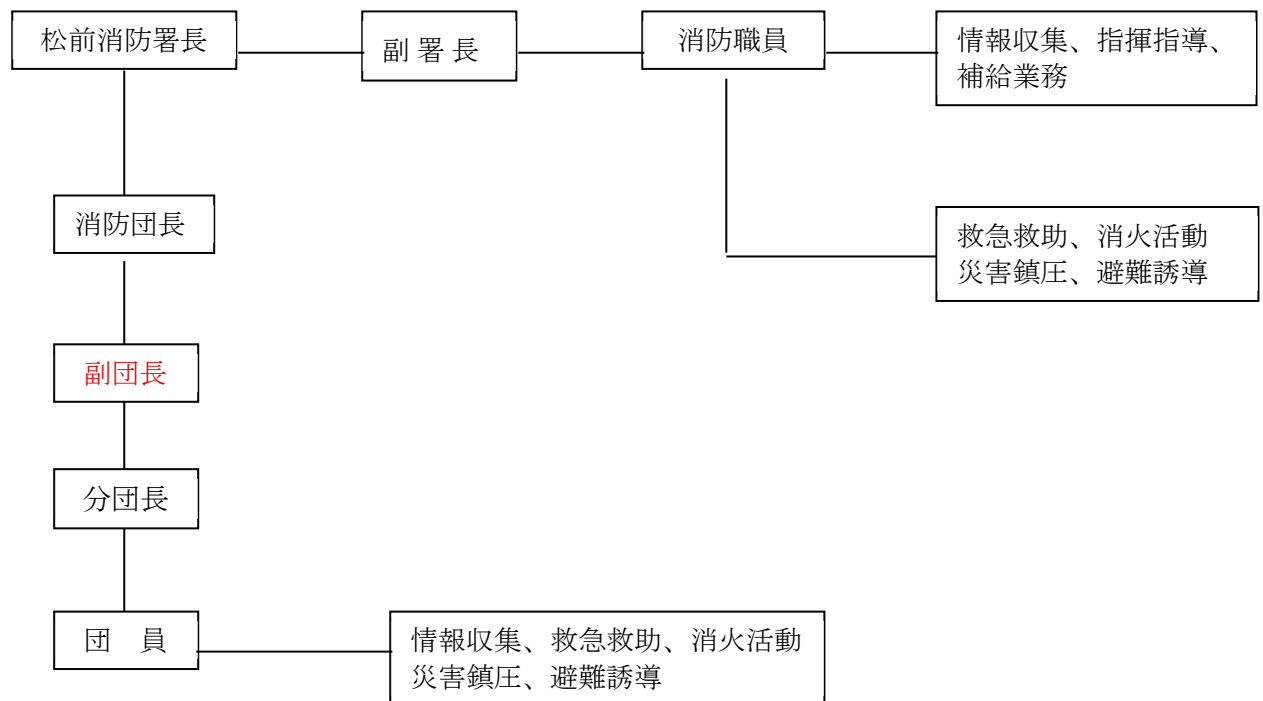 松前消防署長
副 署 長
消防職員
情報収集、指揮指導、
補給業務
消防団長
救急救助、消火活動
災害鎮圧、避難誘導
副団長
分団長
団　員
情報収集、救急救助、消火活動
災害鎮圧、避難誘導